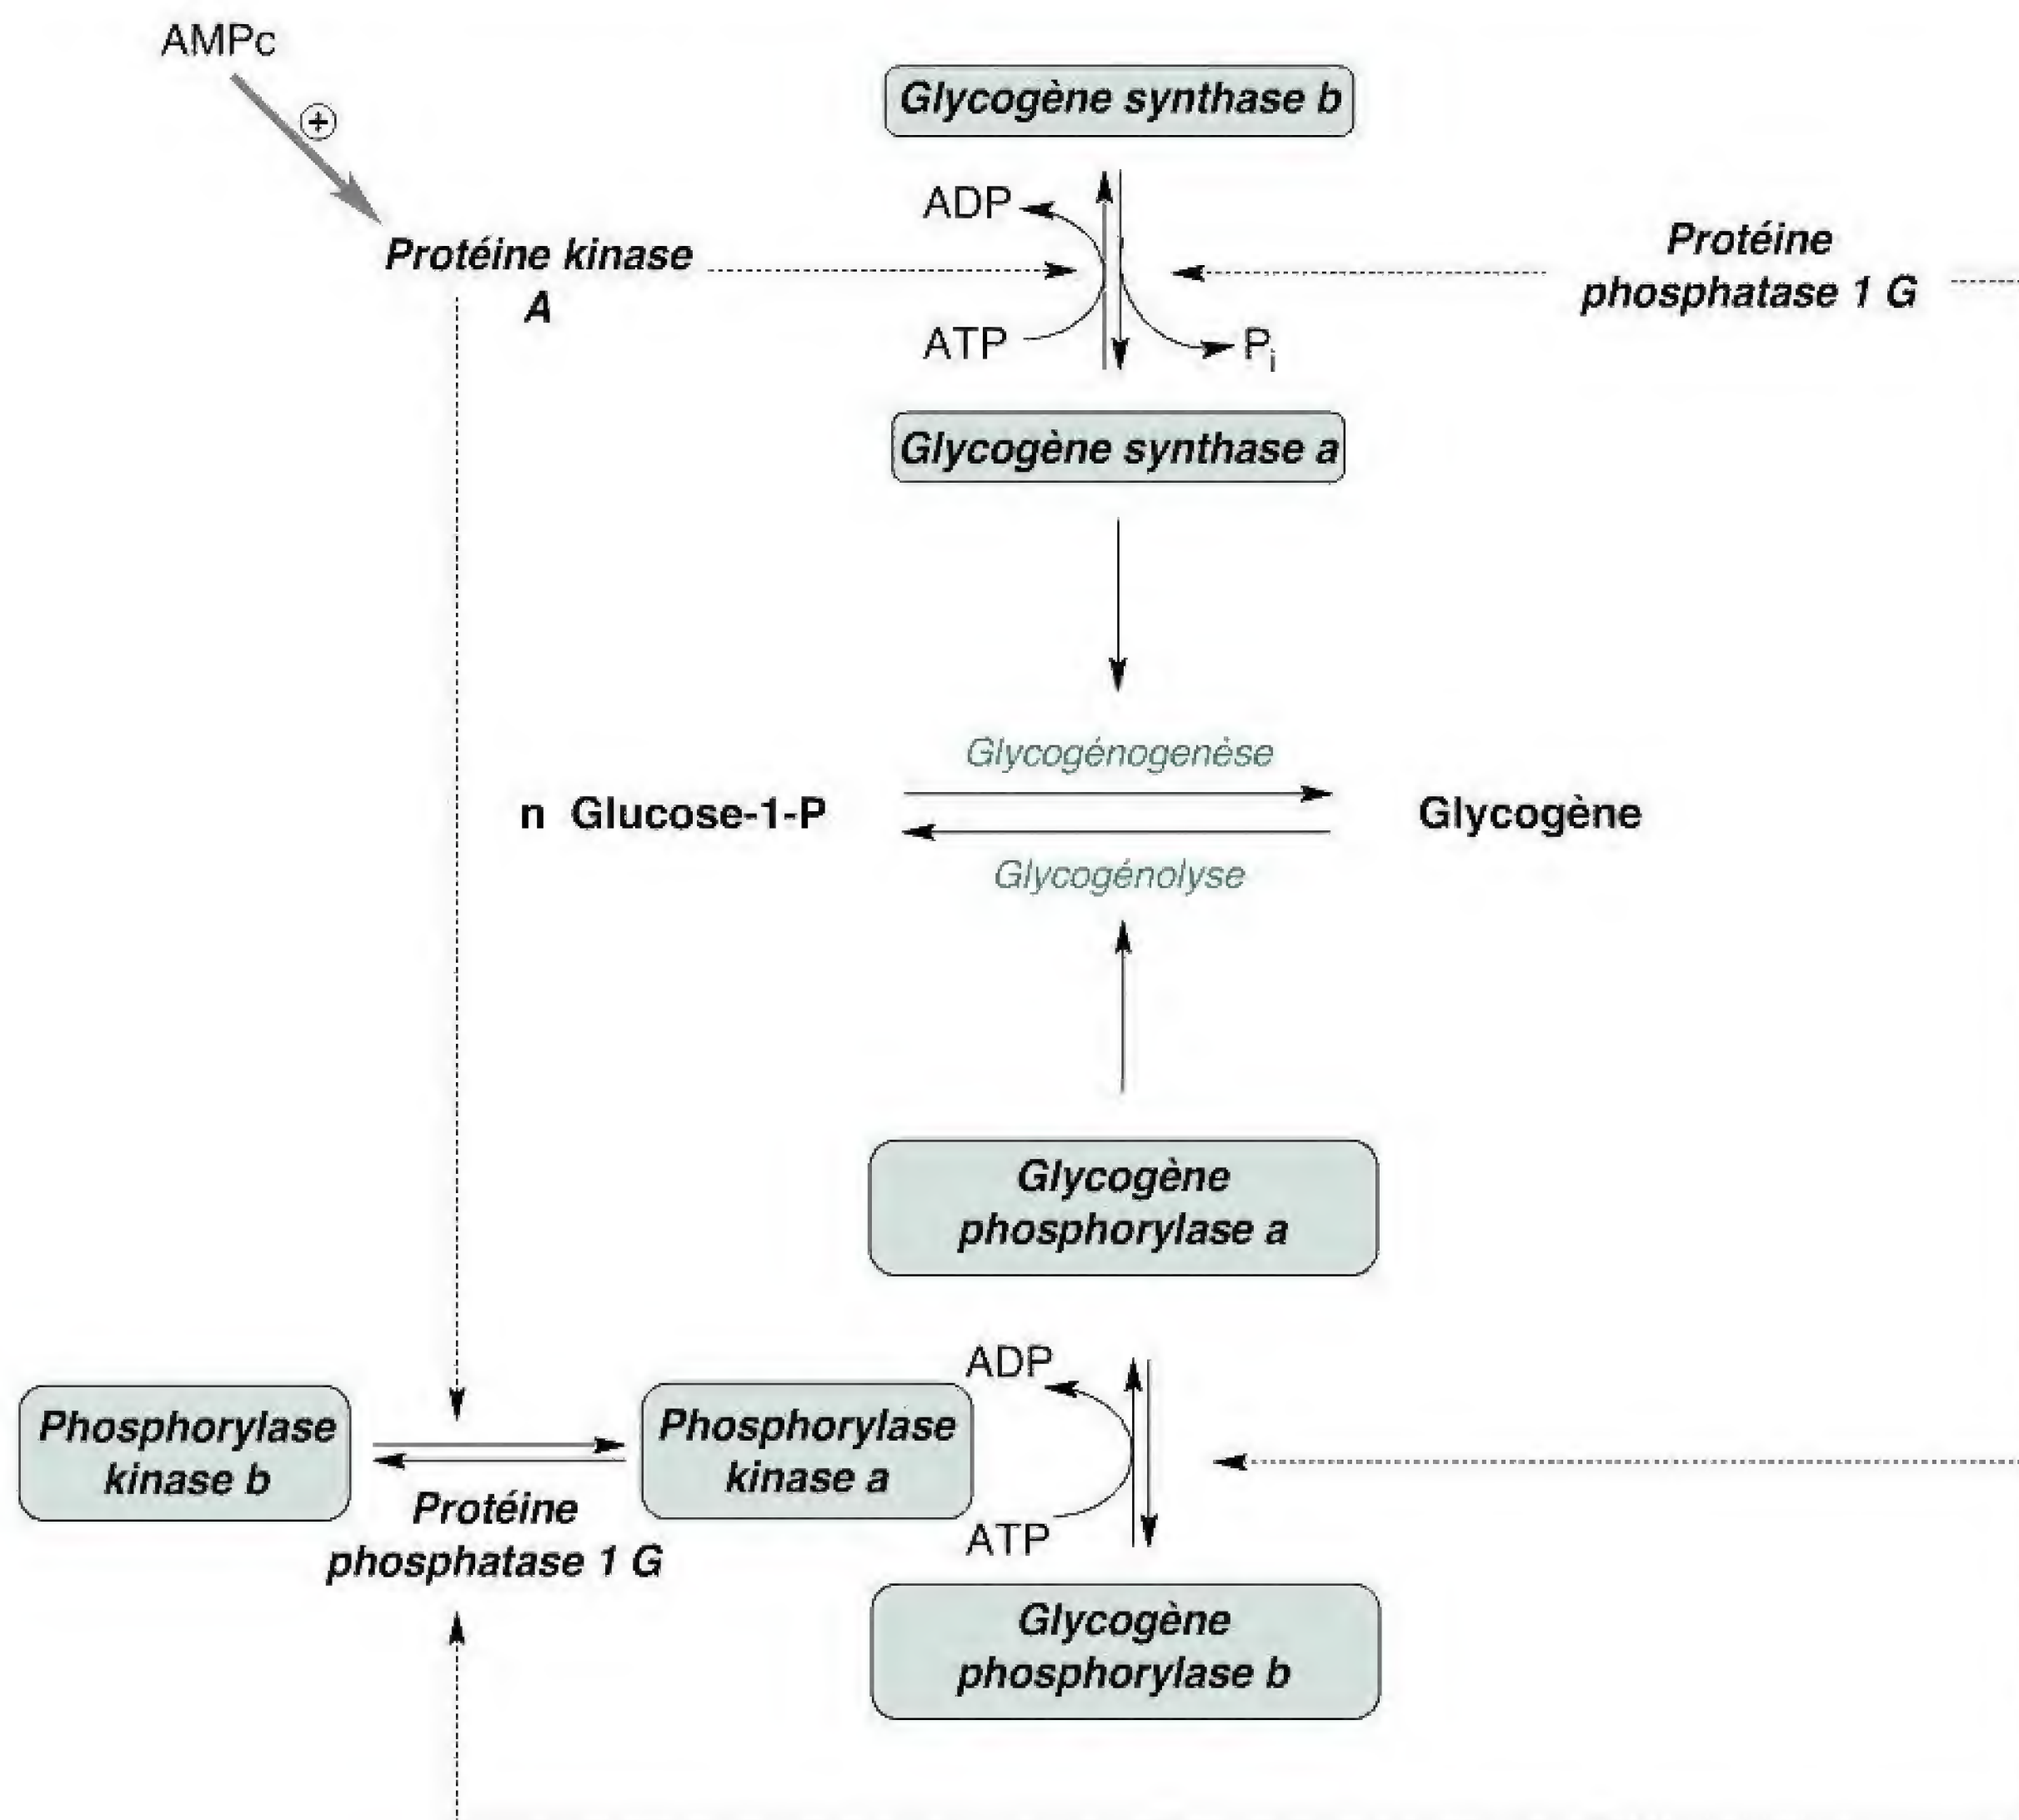 AMPc
+
Glycogène synthase b
ADP
Protéine kinase
A
Protéine
phosphatase 1 G
ATP
Pi
Glycogène synthase a
Glycogénogenèse
n Glucose-1-P
Glycogène
Glycogénolyse
Glycogène
phosphorylase a
ADP
Phosphorylase
kinase b
Phosphorylase
kinase a
Protéine
phosphatase 1 G
ATP
Glycogène
phosphorylase b